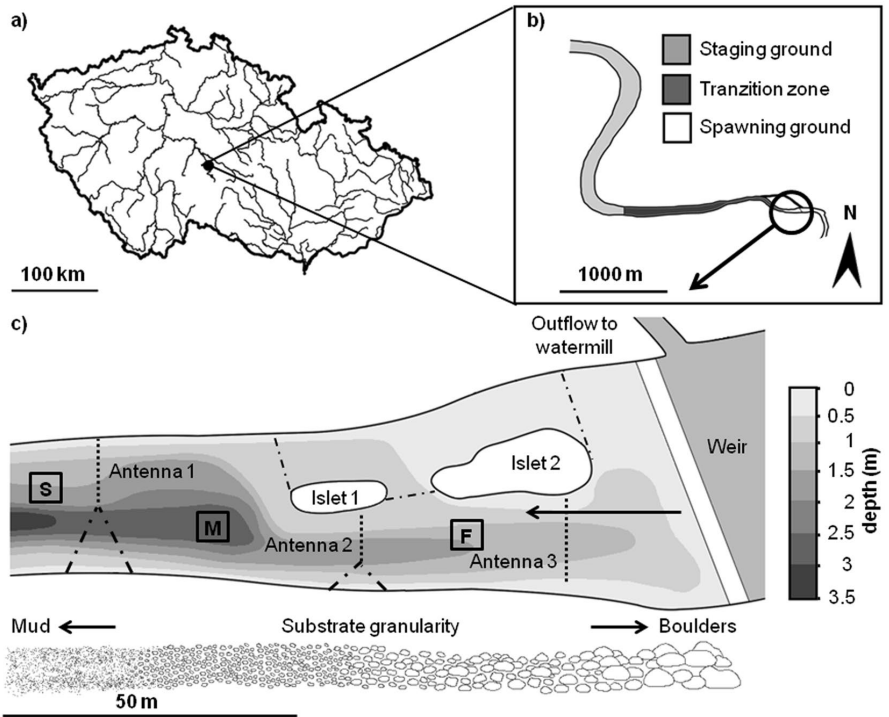 a)
100 km
b)
Staging ground
Tranzition zone
Spawning ground
N
1000 m
c)
Outflow to
watermill
Weir
Antenna 1
S
M
Islet 1
Islet 2
Antenna 2
F
Antenna 3
0
0.5
1
1.5
2
2.5
3
3.5
depth (m)
Mud
Substrate granularity
Boulders
50 m